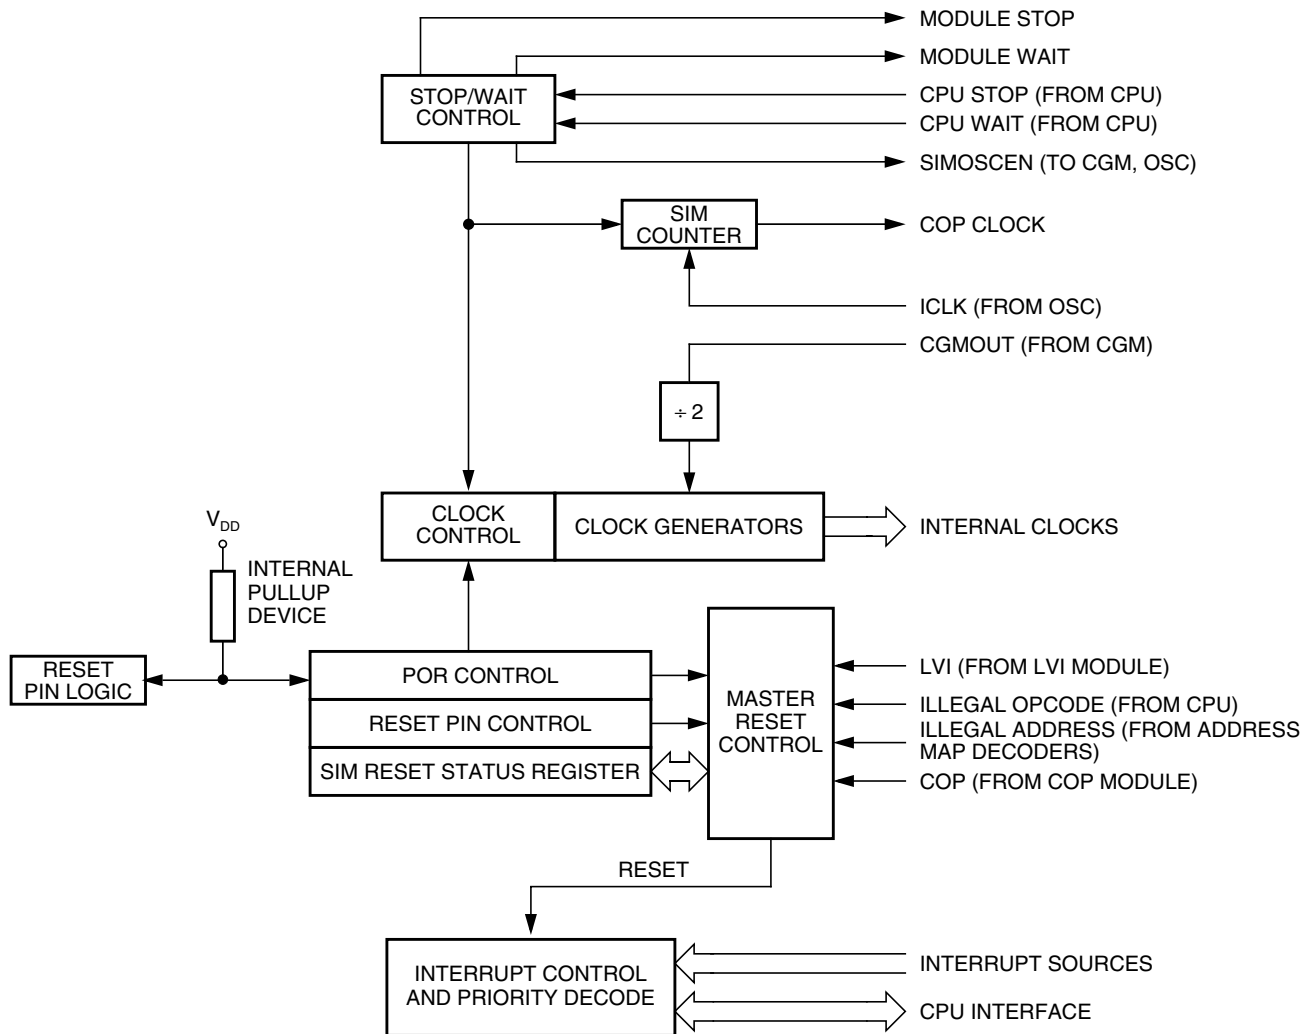 MODULE STOP
MODULE WAIT
STOP/WAIT
CONTROL
CPU STOP (FROM CPU)
CPU WAIT (FROM CPU)
SIMOSCEN (TO CGM, OSC)
SIM
COUNTER
COP CLOCK
ICLK (FROM OSC)
CGMOUT (FROM CGM)
÷ 2
CLOCK
CONTROL
CLOCK GENERATORS
INTERNAL CLOCKS
VDD
INTERNAL
PULLUP
DEVICE
RESET
PIN LOGIC
POR CONTROL
RESET PIN CONTROL
SIM RESET STATUS REGISTER
MASTER
RESET
CONTROL
LVI (FROM LVI MODULE)
ILLEGAL OPCODE (FROM CPU)
ILLEGAL ADDRESS (FROM ADDRESS
MAP DECODERS)
COP (FROM COP MODULE)
RESET
INTERRUPT CONTROL
AND PRIORITY DECODE
INTERRUPT SOURCES
CPU INTERFACE